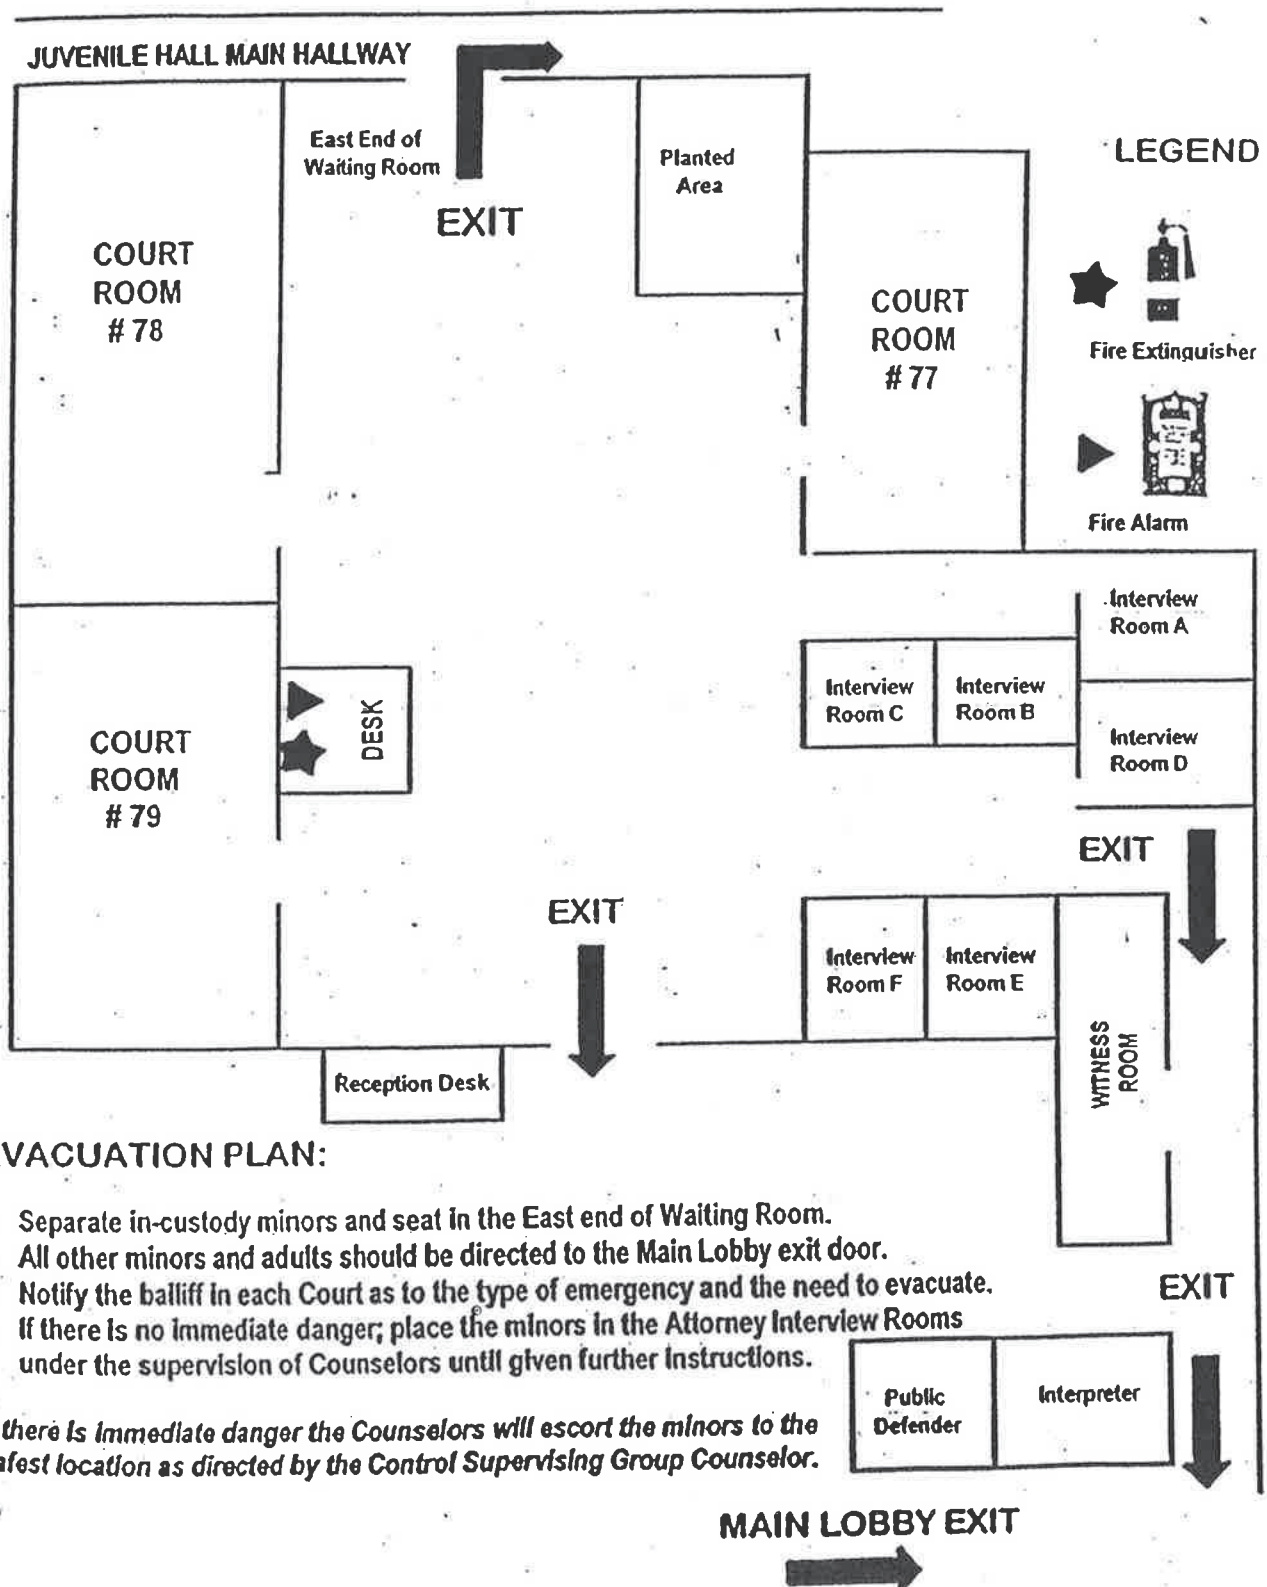 JUVENILE HALL MAIN HALLWAY
East End of
Waiting Room
EXIT
Planted
Area
LEGEND
COURT
ROOM
# 78
COURT
ROOM
# 77
Fire Extinguisher
Fire Alarm
Interview
Room A
Interview
Room C
Interview
Room B
Interview
Room D
DESK
COURT
ROOM
# 79
EXIT
EXIT
Interview
Room F
Interview
Room E
WITNESS
ROOM
Reception Desk
VACUATION PLAN:
Separate in-custody minors and seat in the East end of Waiting Room.
All other minors and adults should be directed to the Main Lobby exit door.
Notify the balliff in each Court as to the type of emergency and the need to evacuate.
If there is no immediate danger; place the minors in the Attorney Interview Rooms
under the supervision of Counselors until given further instructions.
EXIT
Public
Defender
Interpreter
there is immediate danger the Counselors will escort the minors to the
afest location as directed by the Control Supervising Group Counselor.
MAIN LOBBY EXIT